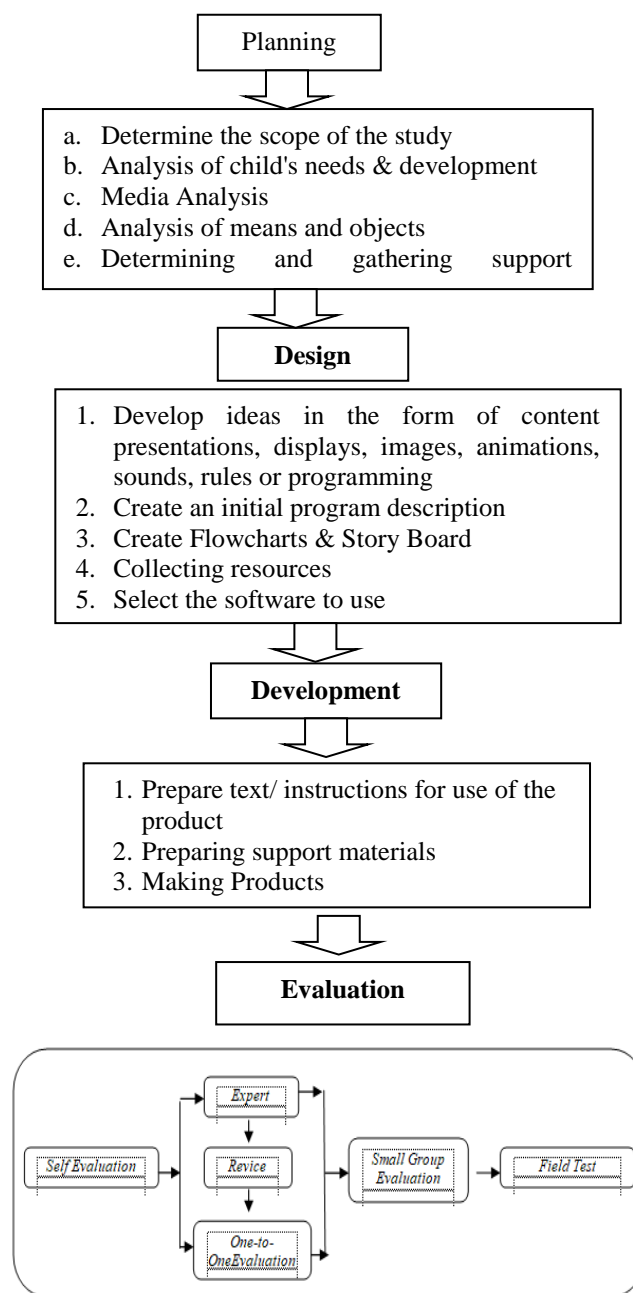 Planning
a. Determine the scope of the study
b. Analysis of child's needs & development
c. Media Analysis
d. Analysis of means and objects
e. Determining and gathering support
Design
1. Develop ideas in the form of content
presentations, displays, images, animations,
sounds, rules or programming
2. Create an initial program description
3. Create Flowcharts & Story Board
4. Collecting resources
5. Select the software to use
Development
1. Prepare text/ instructions for use of the
product
2. Preparing support materials
3. Making Products
Evaluation
Self Evaluation
Expert
Revice
One-to-
OneEvaluation
Small Group
Evaluation
Field Test